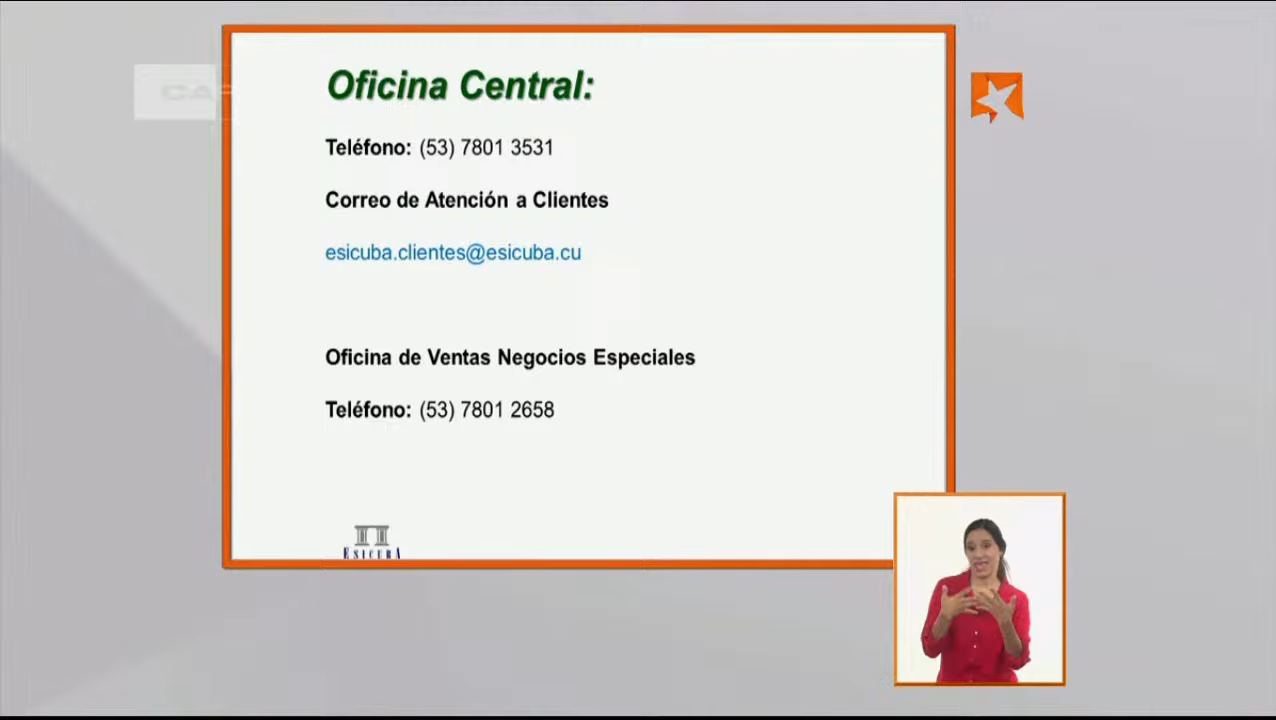 Oficina Central:
Teléfono: (53) 7801 3531
Correo de Atención a Clientes
esicuba.clientes@esicuba.cu
Oficina de Ventas Negocios Especiales
Teléfono: (53) 7801 2658
ESICUBA